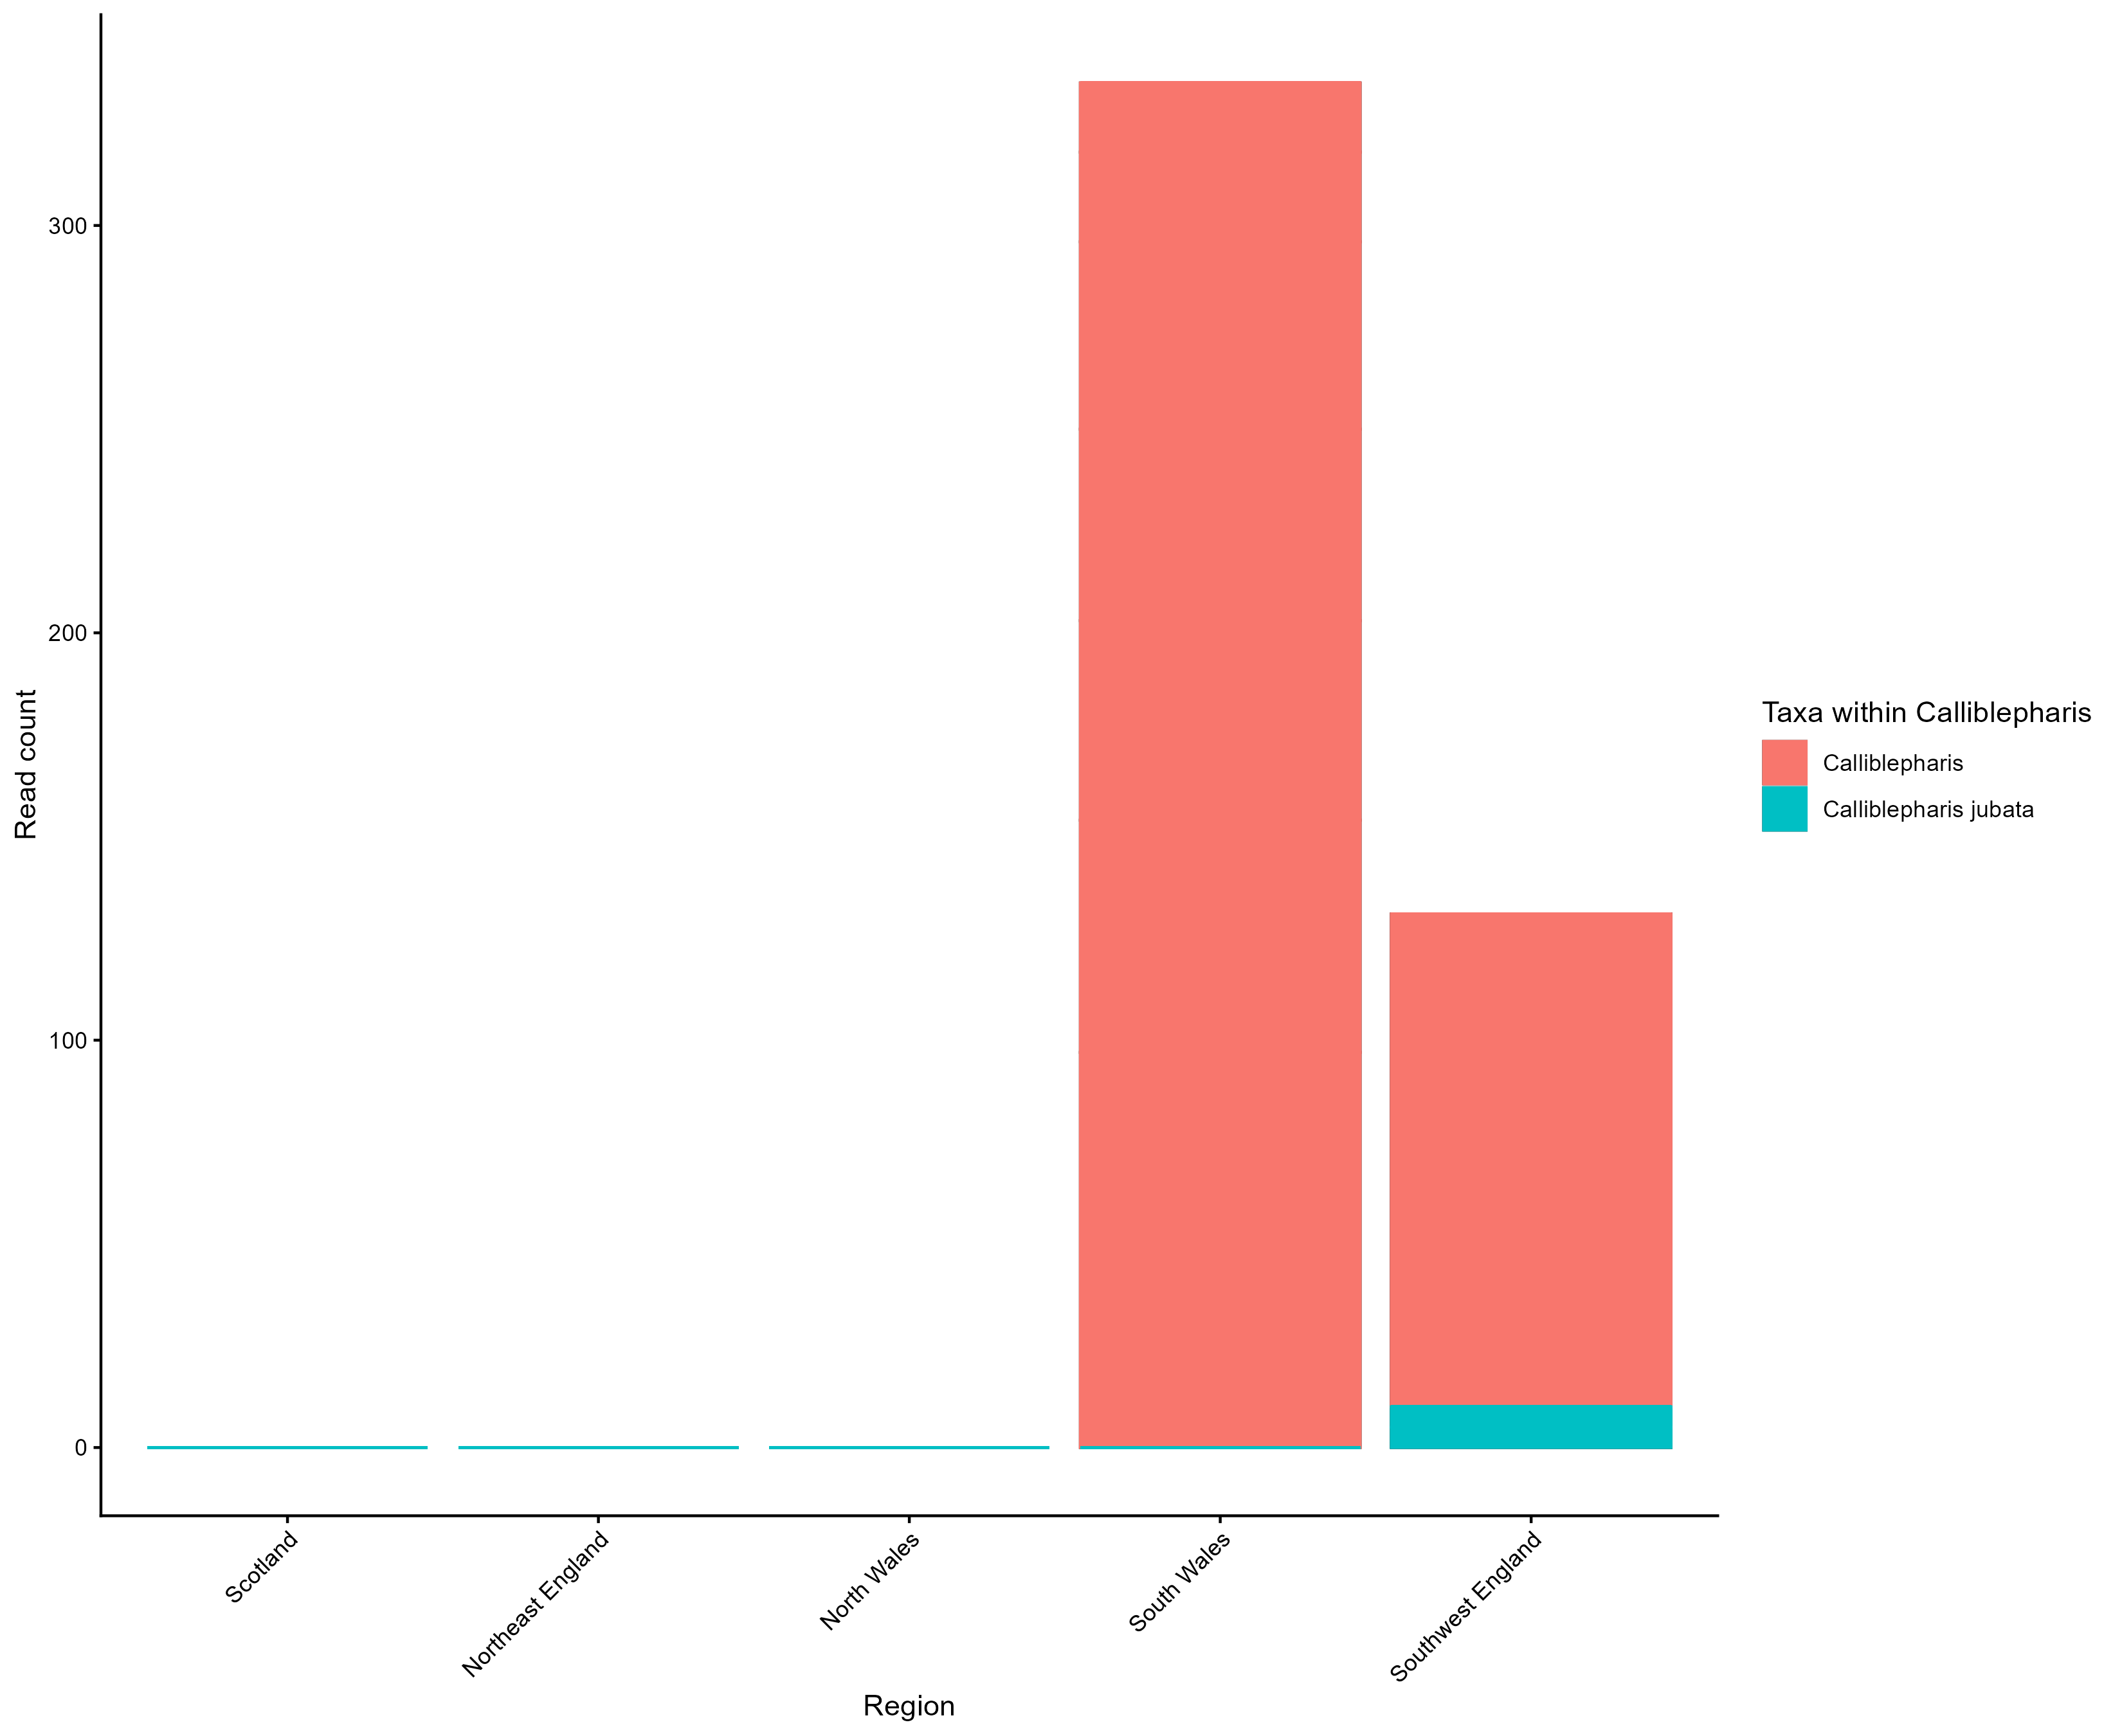 300
200
100
0
Read count
Scotland
Northeast England
North Wales
South Wales
Southwest England
Region
Taxa within Calliblepharis
Calliblepharis
Calliblepharis jubata